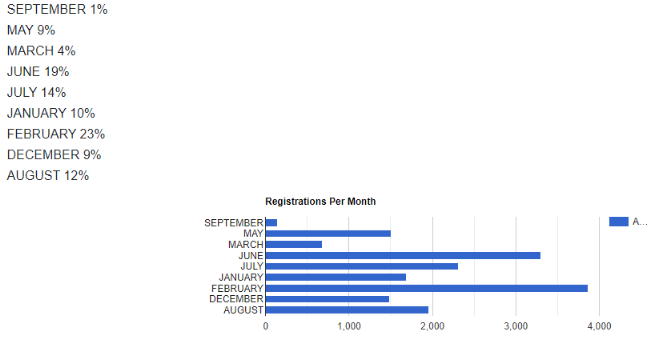 SEPTEMBER 1%
MAY 9%
MARCH 4%
JUNE 19%
JULY 14%
JANUARY 10%
FEBRUARY 23%
DECEMBER 9%
AUGUST 12%
Registrations Per Month
SEPTEMBER
MAY
MARCH
JUNE
JULY
JANUARY
FEBRUARY
DECEMBER
AUGUST
0 1,000 2,000 3,000 4,000
A...